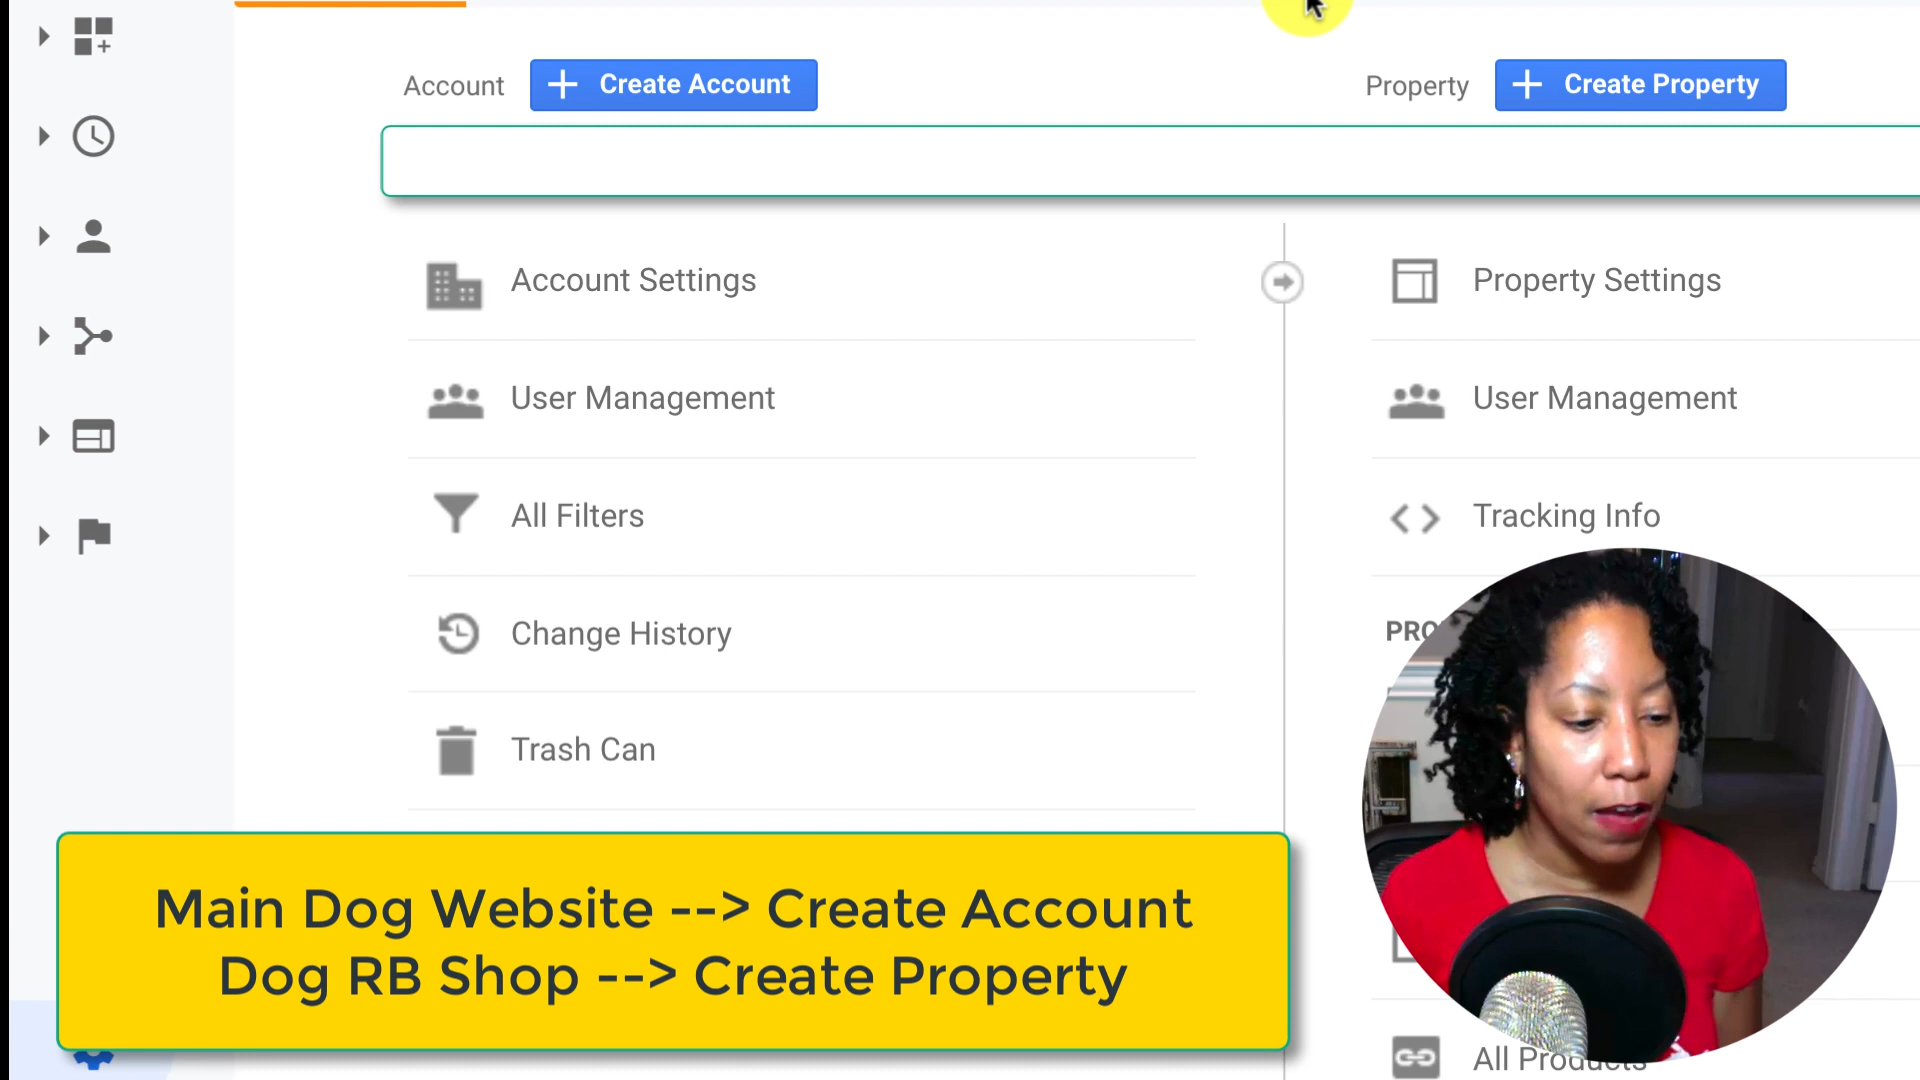 Account
Create Account
Property
Create Property
Account Settings
Property Settings
User Management
User Management
All Filters
Tracking Info
Change History
PRO
Trash Can
Main Dog Website --> Create Account
Dog RB Shop --> Create Property
All Products